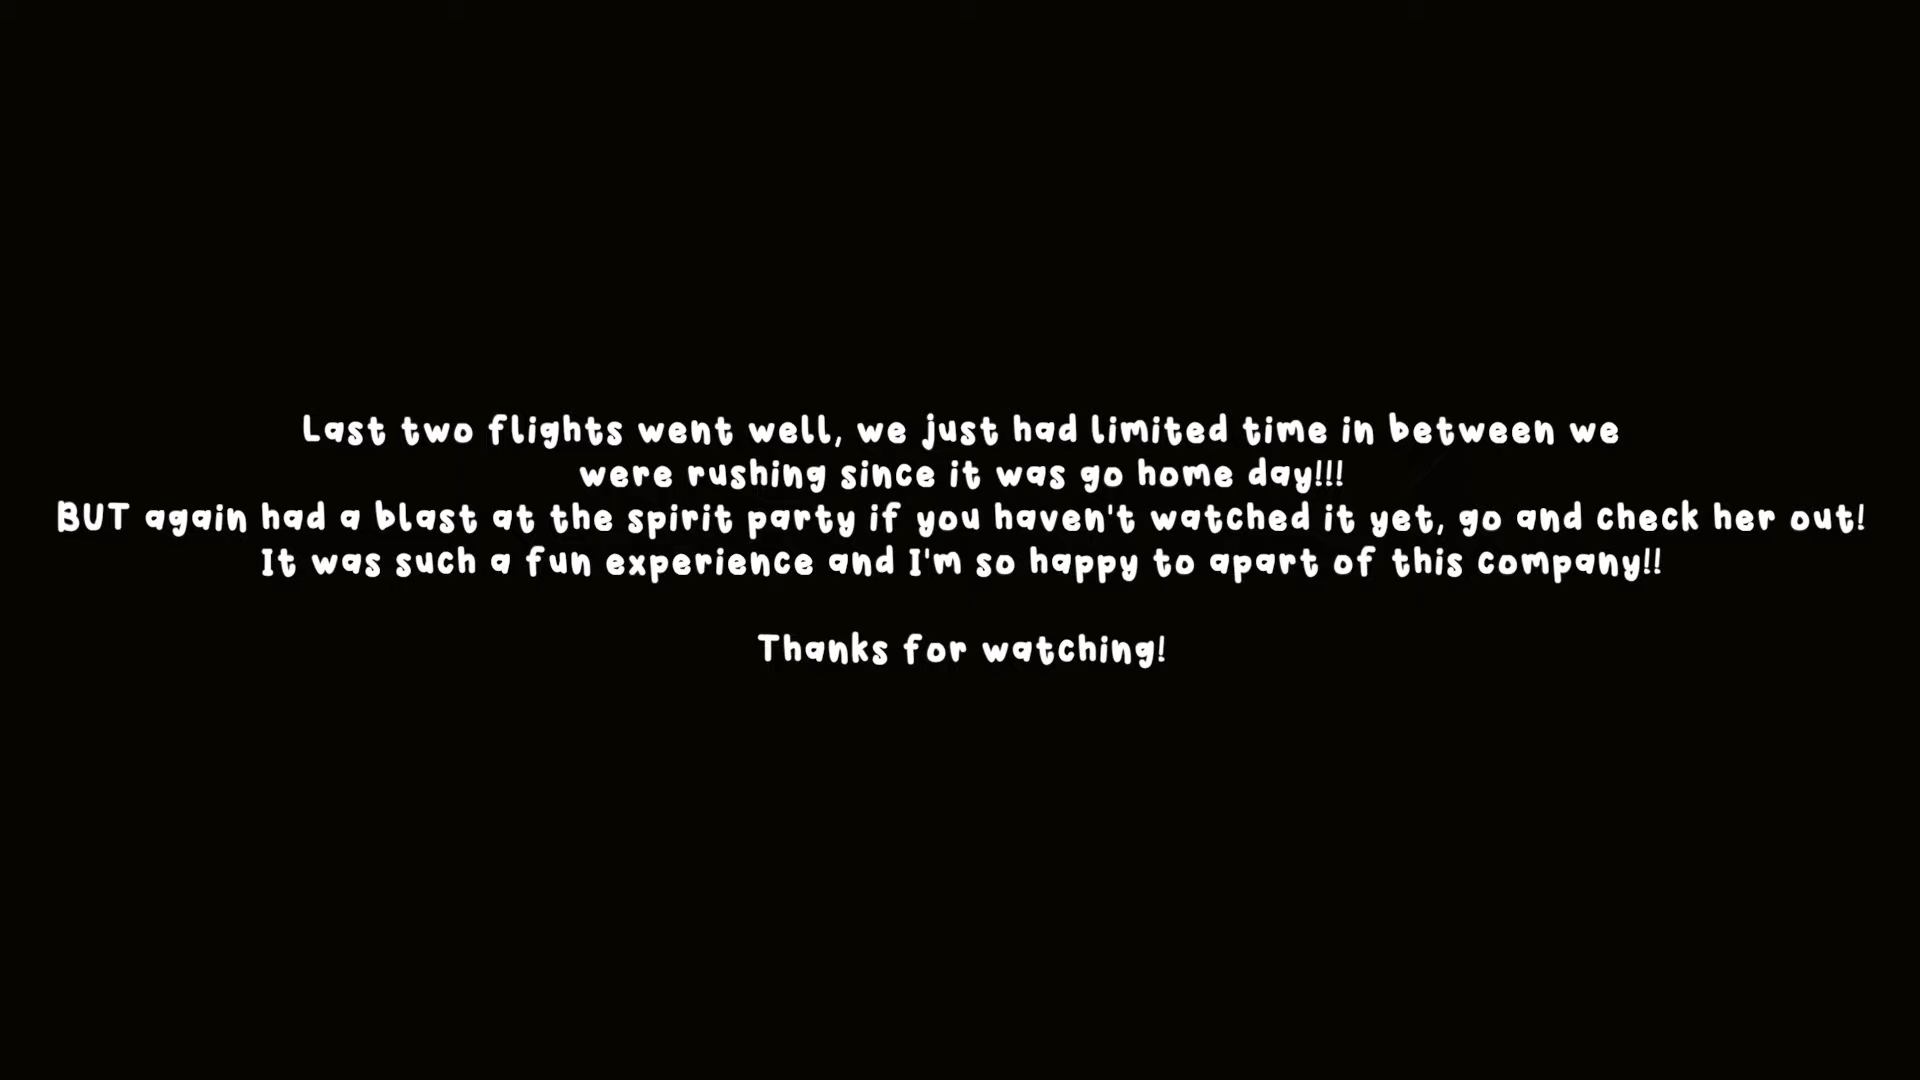 Last two flights went well, we just had limited time in between we
were rushing since it was go home day!!!
BUT again had a blast at the spirit party if you haven't watched it yet, go and check her out!
It was such a fun experience and I'm so happy to apart of this company!!
Thanks for watching!